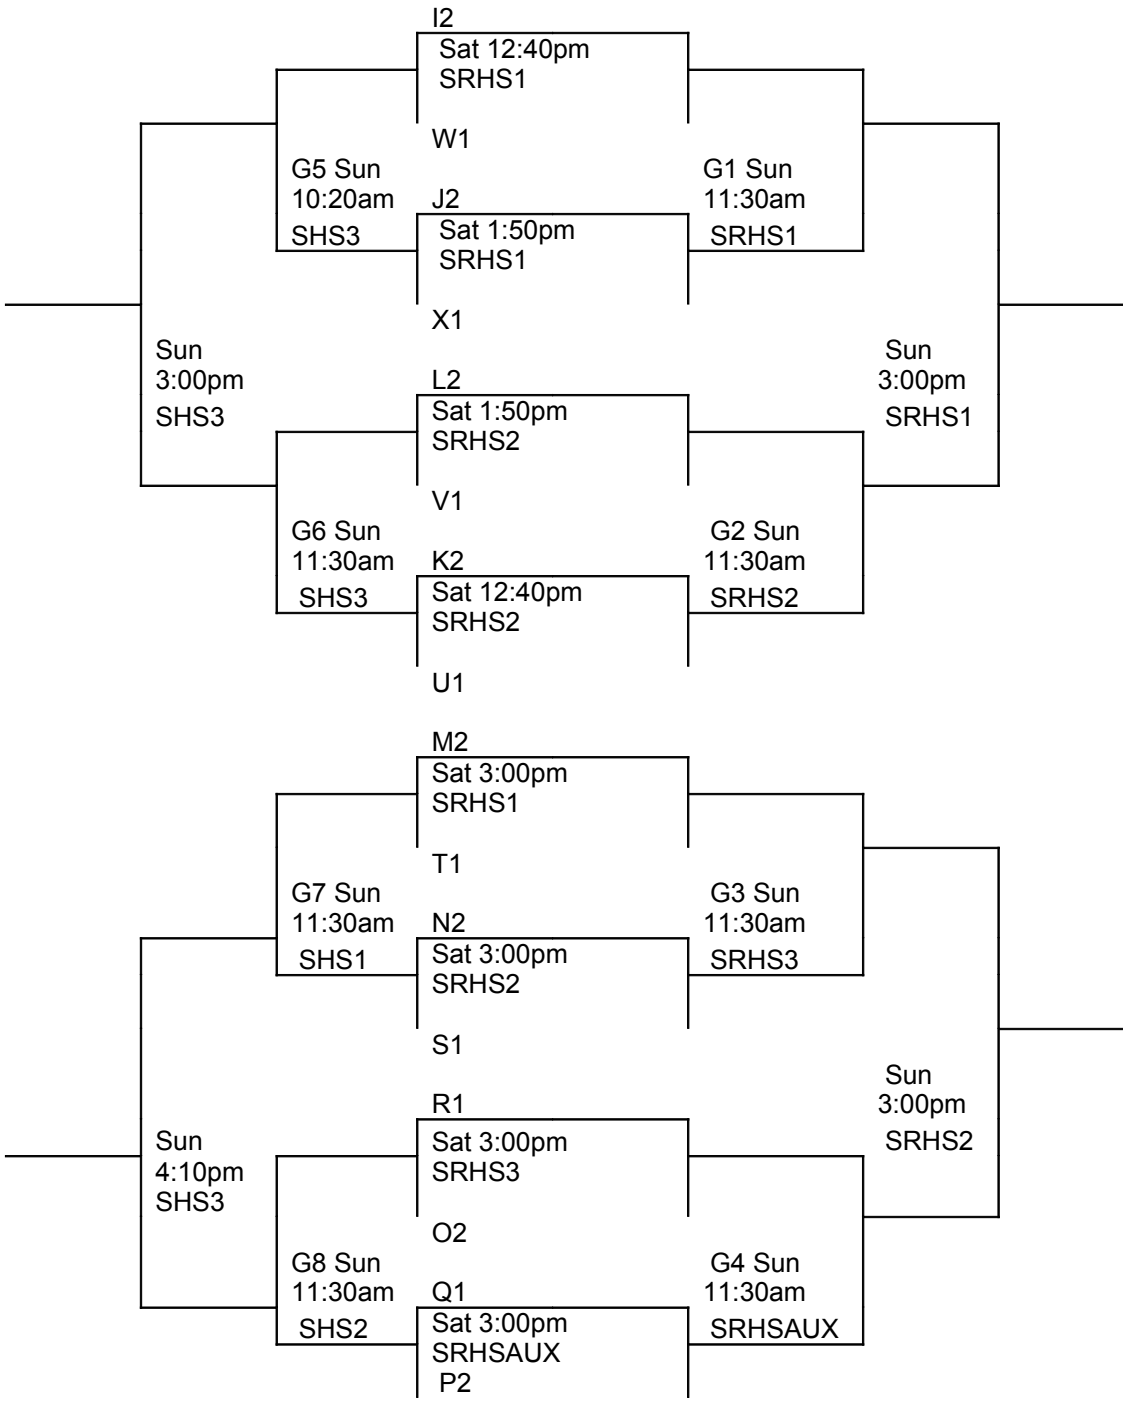 I2
Sat 12:40pm
SRHS1
W1
G5 Sun
10:20am
SHS3
G1 Sun
11:30am
SRHS1
J2
Sat 1:50pm
SRHS1
X1
Sun
3:00pm
SHS3
Sun
3:00pm
SRHS1
L2
Sat 1:50pm
SRHS2
V1
G6 Sun
11:30am
SHS3
G2 Sun
11:30am
SRHS2
K2
Sat 12:40pm
SRHS2
U1
M2
Sat 3:00pm
SRHS1
T1
G7 Sun
11:30am
SHS1
G3 Sun
11:30am
SRHS3
N2
Sat 3:00pm
SRHS2
S1
Sun
3:00pm
SRHS2
R1
Sat 3:00pm
SRHS3
O2
Sun
4:10pm
SHS3
G8 Sun
11:30am
SHS2
G4 Sun
11:30am
SRHSAUX
Q1
Sat 3:00pm
SRHSAUX
P2